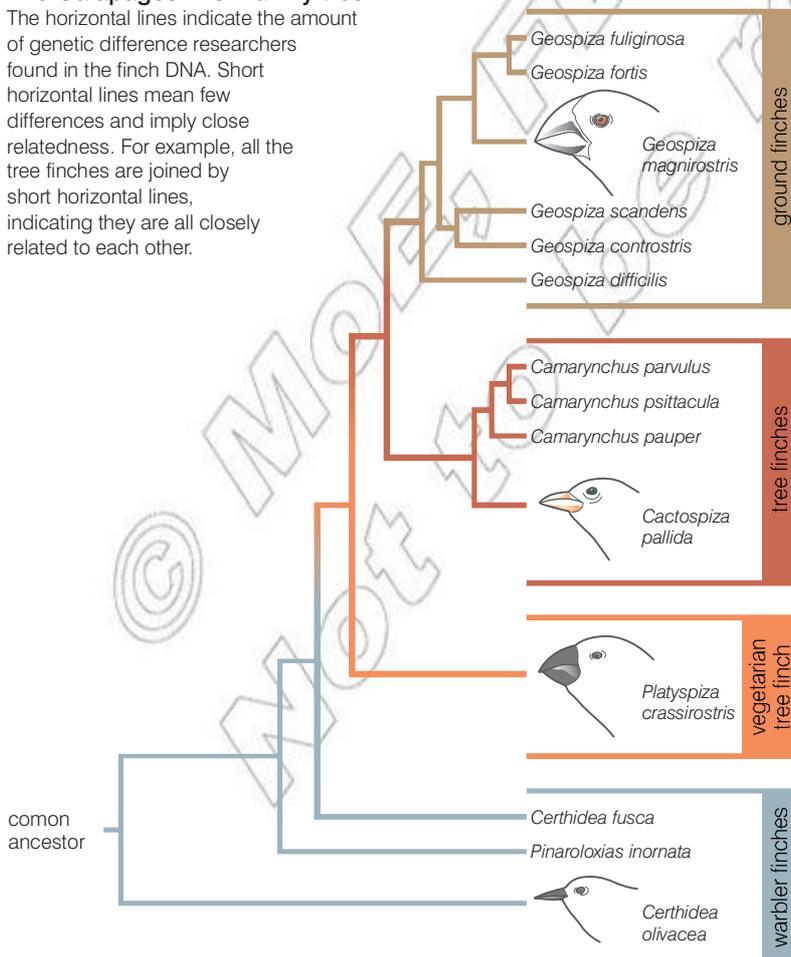 The horizontal lines indicate the amount
of genetic difference researchers
found in the finch DNA. Short
horizontal lines mean few
differences and imply close
relatedness. For example, all the
tree finches are joined by
short horizontal lines,
indicating they are all closely
related to each other.
Geospiza fuliginosa
Geospiza fortis
Geospiza
magnirostris
Geospiza scandens
Geospiza controstris
Geospiza difficilis
ground finches
Camarynchus parvulus
Camarynchus psittacula
Camarynchus pauper
Cactospiza
pallida
tree finches
Platyspiza
crassirostris
vegetarian
tree finch
comon
ancestor
Certhidea fusca
Pinaroloxias inornata
Certhidea
olivacea
warbler finches
© MoE,
Not to be